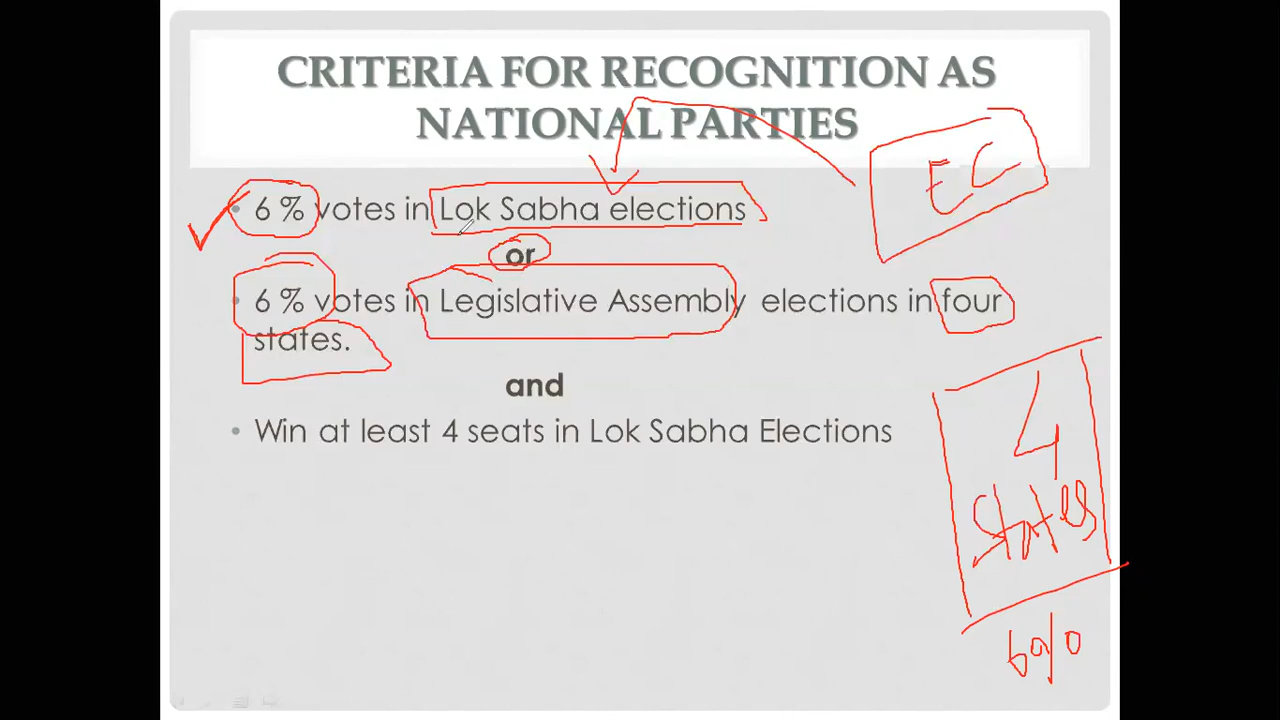 CRITERIA FOR RECOGNITION AS
NATIONAL PARTIES
EC
• 6 % votes in Lok Sabha elections
or
• 6 % votes in Legislative Assembly elections in four
states.
and
• Win at least 4 seats in Lok Sabha Elections
4
States
6%